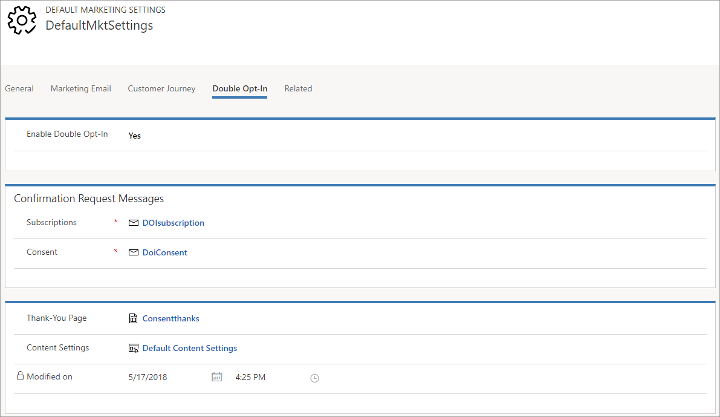 DEFAULT MARKETING SETTINGS
DefaultMktSettings
General Marketing Email Customer Journey Double Opt-In Related
Enable Double Opt-In Yes
Confirmation Request Messages
Subscriptions * DOIsubscription
Consent * DoiConsent
Thank-You Page Consentthanks
Content Settings Default Content Settings
Modified on 5/17/2018 4:25 PM